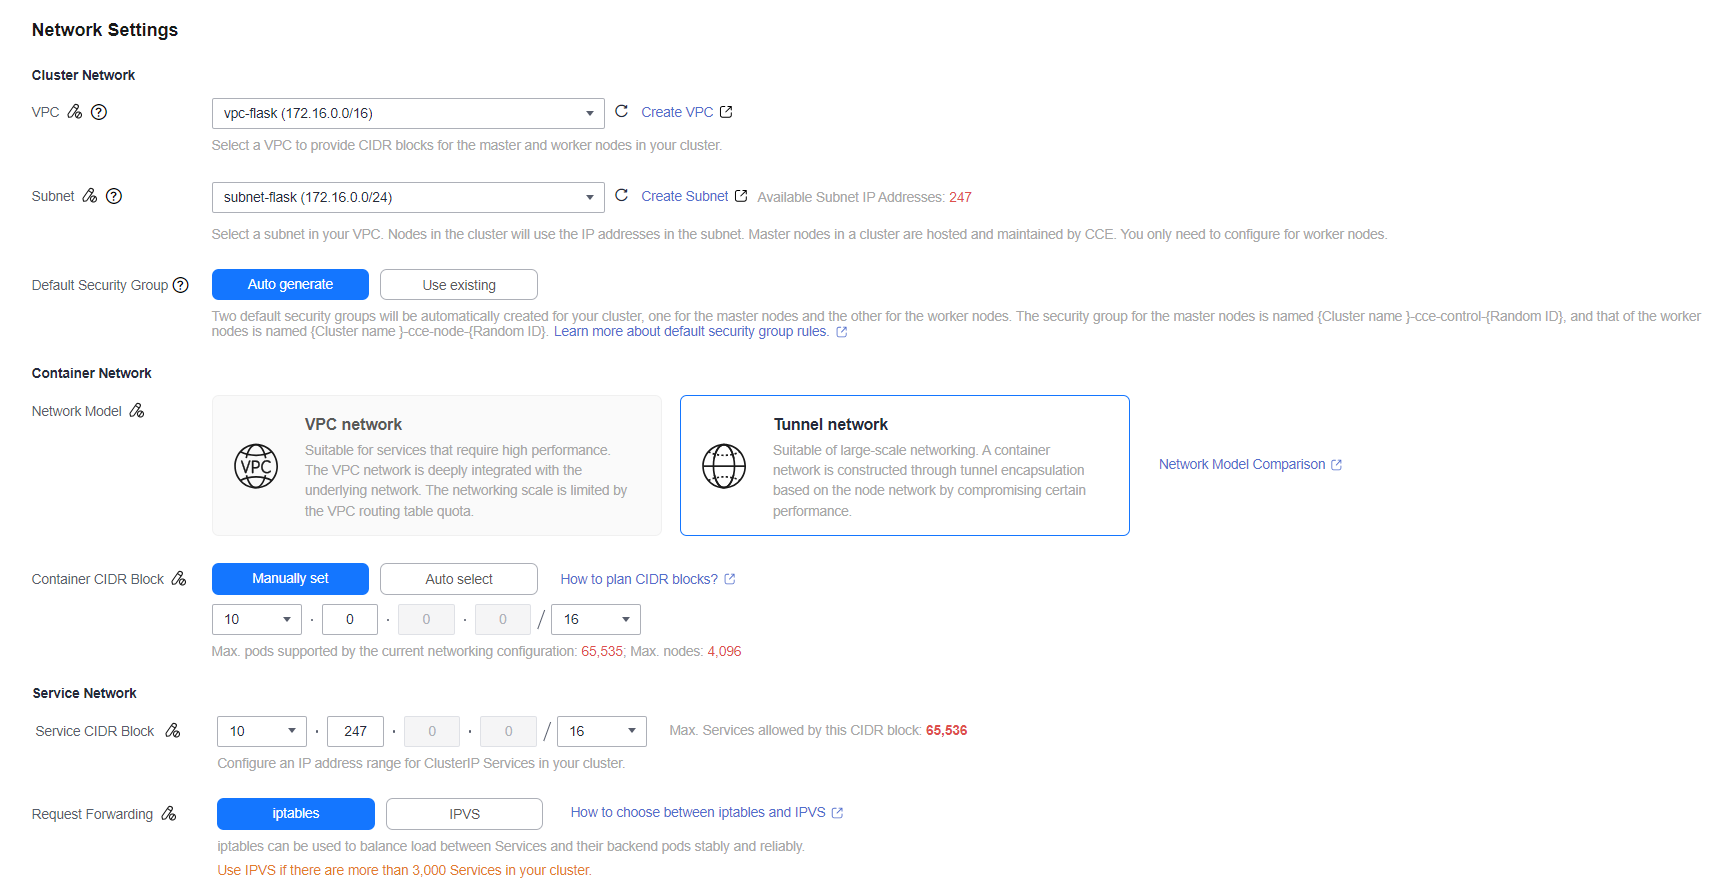 Network Settings
Cluster Network
VPC
vpc-flask (172.16.0.0/16)
Create VPC
Select a VPC to provide CIDR blocks for the master and worker nodes in your cluster.
Subnet
subnet-flask (172.16.0.0/24)
Create Subnet
Available Subnet IP Addresses: 247
Select a subnet in your VPC. Nodes in the cluster will use the IP addresses in the subnet. Master nodes in a cluster are hosted and maintained by CCE. You only need to configure for worker nodes.
Default Security Group
Auto generate
Use existing
Two default security groups will be automatically created for your cluster, one for the master nodes and the other for the worker nodes. The security group for the master nodes is named {Cluster name }-cce-control-{Random ID}, and that of the worker
nodes is named {Cluster name }-cce-node-{Random ID}. Learn more about default security group rules.
Container Network
Network Model
VPC network
VPC
Suitable for services that require high performance.
The VPC network is deeply integrated with the
underlying network. The networking scale is limited by
the VPC routing table quota.
Tunnel network
Suitable of large-scale networking. A container
network is constructed through tunnel encapsulation
based on the node network by compromising certain
performance.
Network Model Comparison
Container CIDR Block
Manually set
Auto select
How to plan CIDR blocks?
10 . 0 . 0 . 0 / 16
Max. pods supported by the current networking configuration: 65,535; Max. nodes: 4,096
Service Network
Service CIDR Block
10 . 247 . 0 . 0 / 16
Max. Services allowed by this CIDR block: 65,536
Configure an IP address range for ClusterIP Services in your cluster.
Request Forwarding
iptables
IPVS
How to choose between iptables and IPVS
iptables can be used to balance load between Services and their backend pods stably and reliably.
Use IPVS if there are more than 3,000 Services in your cluster.